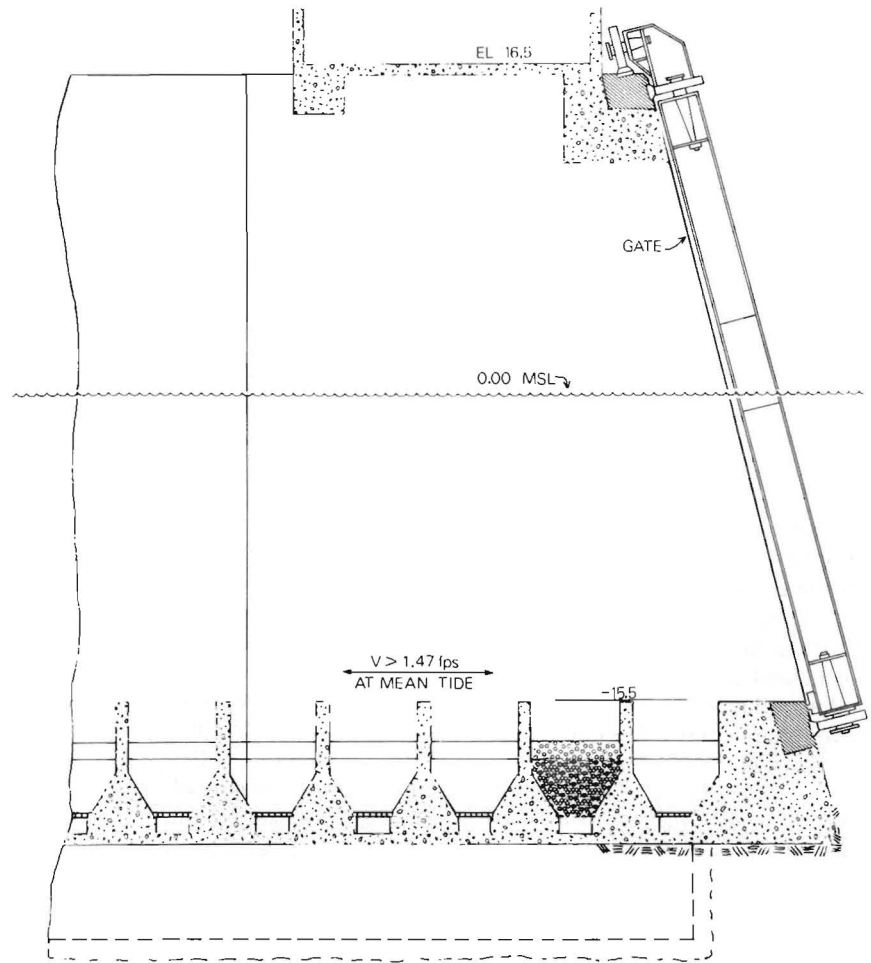 EL 16.5
GATE
0.00 MSL
V > 1.47 fps
AT MEAN TIDE
-15.5